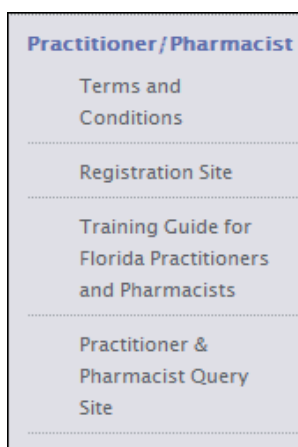 Practitioner/Pharmacist
Terms and
Conditions
Registration Site
Training Guide for
Florida Practitioners
and Pharmacists
Practitioner &
Pharmacist Query
Site